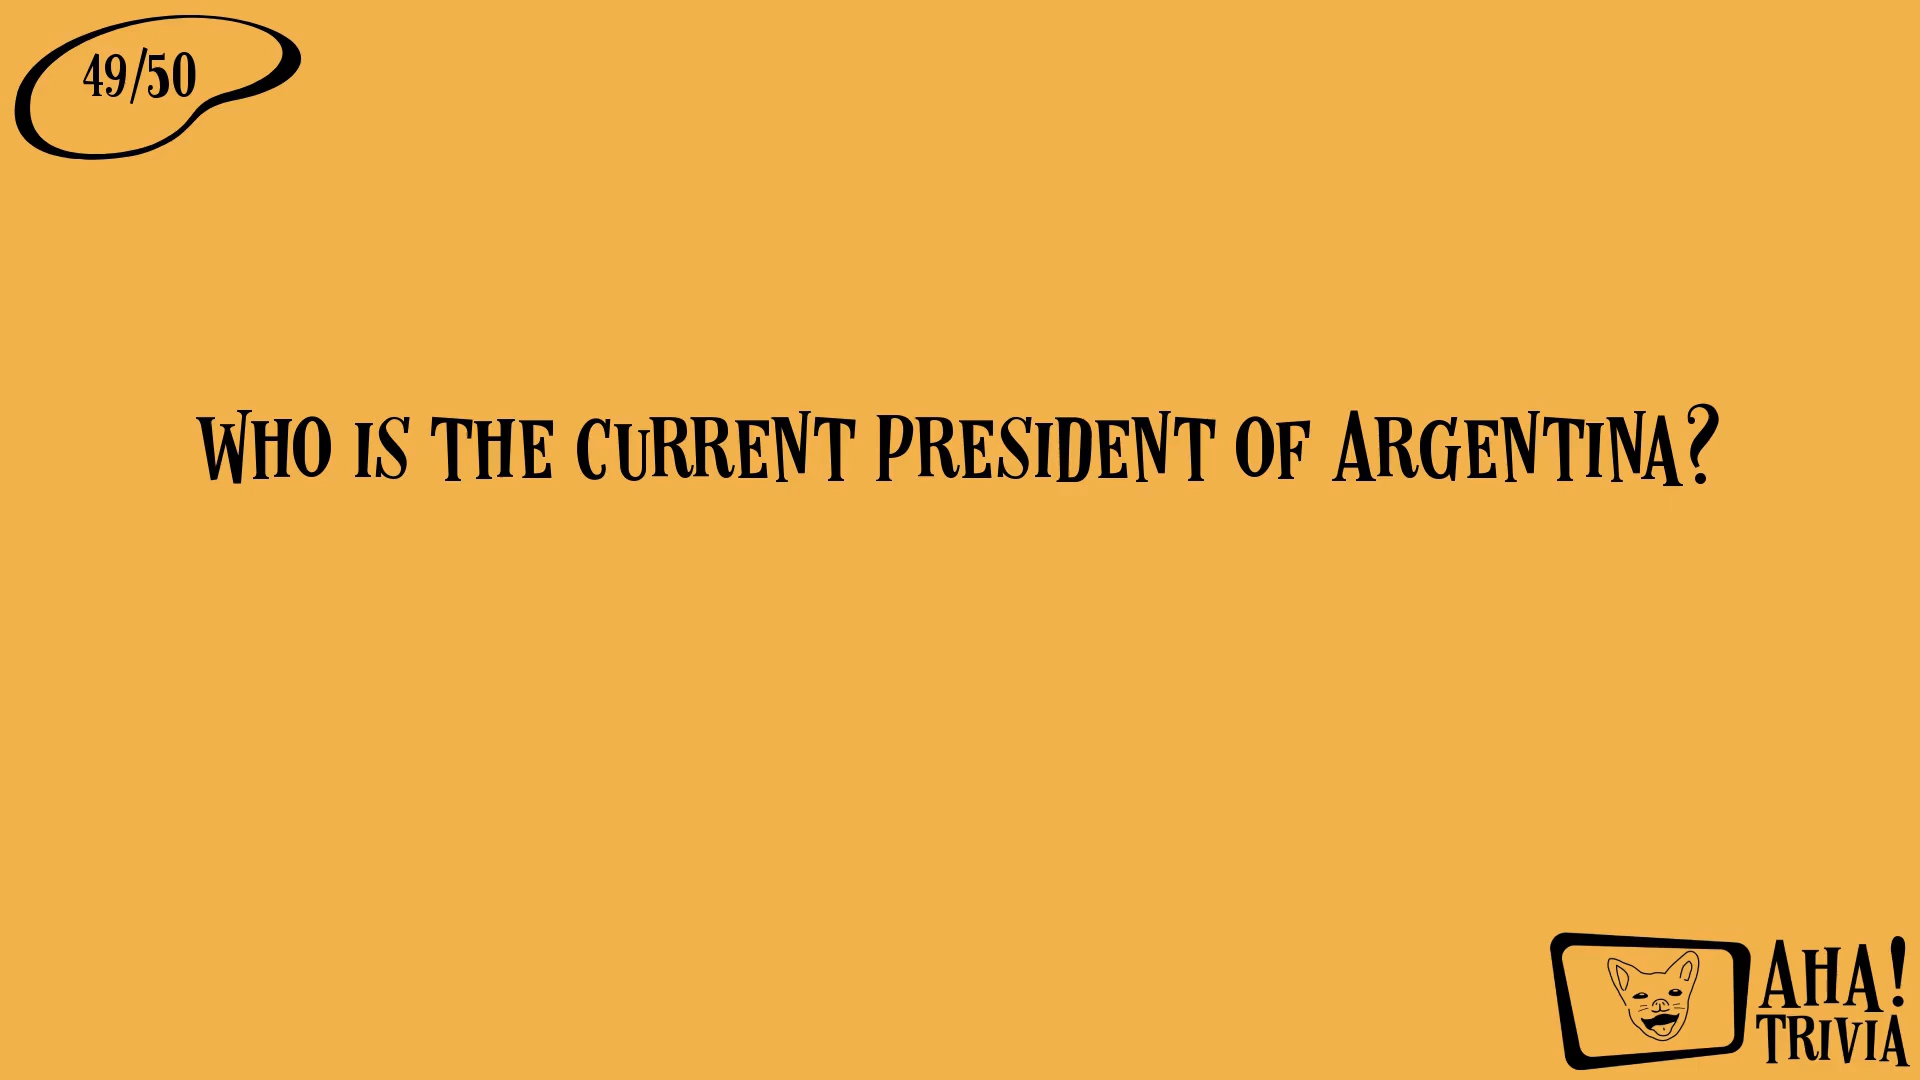 49/50
Who is the current president of Argentina?
AHA!
TRIVIA